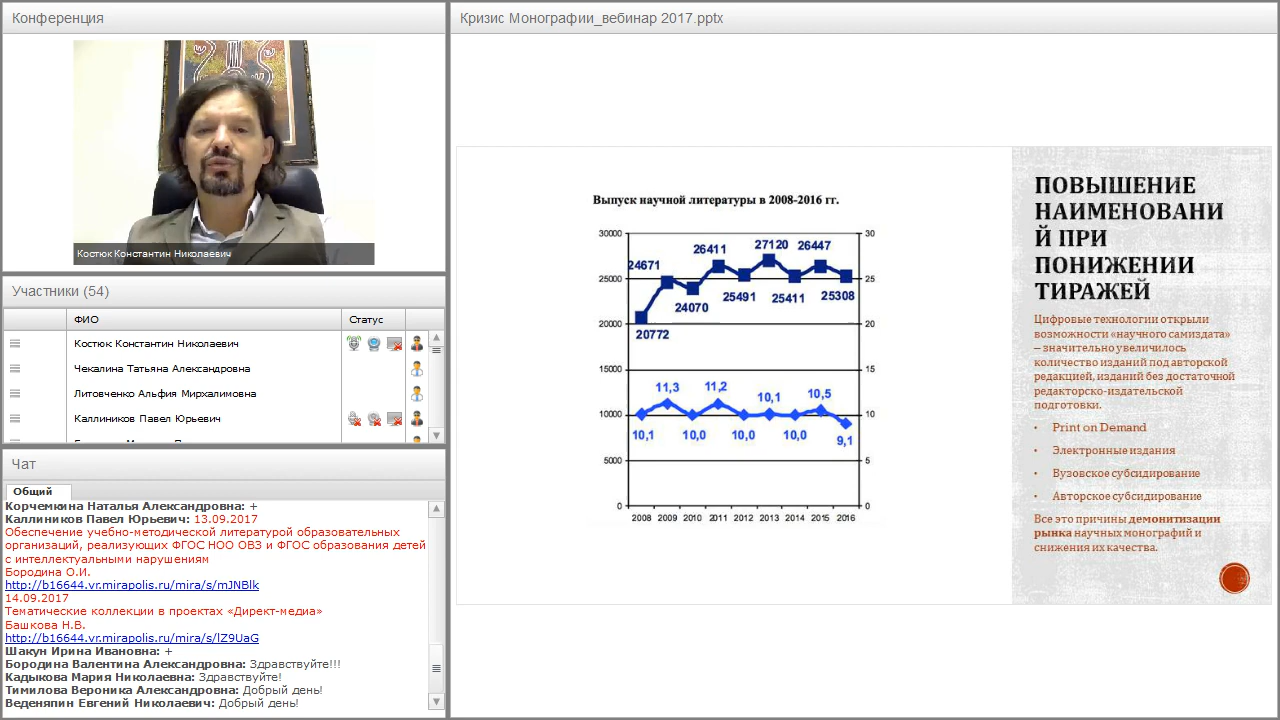 Конференция
Костюк Константин Николаевич
Участники (54)
ФИО
Статус
Костюк Константин Николаевич
Чекалина Татьяна Александровна
Литовченко Альфия Мирхалимовна
Каллиников Павел Юрьевич
Чат
Общий
Корчемкина Наталья Александровна: +
Каллиников Павел Юрьевич: 13.09.2017
Обеспечение учебно-методической литературой образовательных
организаций, реализующих ФГОС НОО ОВЗ и ФГОС образования детей
с интеллектуальными нарушениями
Бородина О.И.
http://b16644.vr.mirapolis.ru/mira/s/mJNBlk
14.09.2017
Тематические коллекции в проектах «Директ-медиа»
Башкова Н.В.
http://b16644.vr.mirapolis.ru/mira/s/lZ9UaG
Шакун Ирина Ивановна: +
Бородина Валентина Александровна: Здравствуйте!!!
Кадыкова Мария Николаевна: Здравствуйте!
Тимилова Вероника Александровна: Добрый день!
Веденяпин Евгений Николаевич: Добрый день!
Кризис Монографии_вебинар 2017.pptx
Выпуск научной литературы в 2008-2016 гг.
30000
25000
20000
15000
10000
5000
0
24671
26411
27120
26447
20772
24070
25491
25411
25308
11,3
11,2
10,1
10,5
10,1
10,0
10,0
10,0
9,1
30
25
20
15
10
5
0
2008 2009 2010 2011 2012 2013 2014 2015 2016
ПОВЫШЕНИЕ
НАИМЕНОВАНИ
Й ПРИ
ПОНИЖЕНИИ
ТИРАЖЕЙ
Цифровые технологии открыли
возможности «научного самиздата»
– значительно увеличилось
количество изданий под авторской
редакцией, изданий без достаточной
редакторско-издательской
подготовки.
• Print on Demand
• Электронные издания
• Вузовское субсидирование
• Авторское субсидирование
Все это причины демонитизации
рынка научных монографий и
снижения их качества.